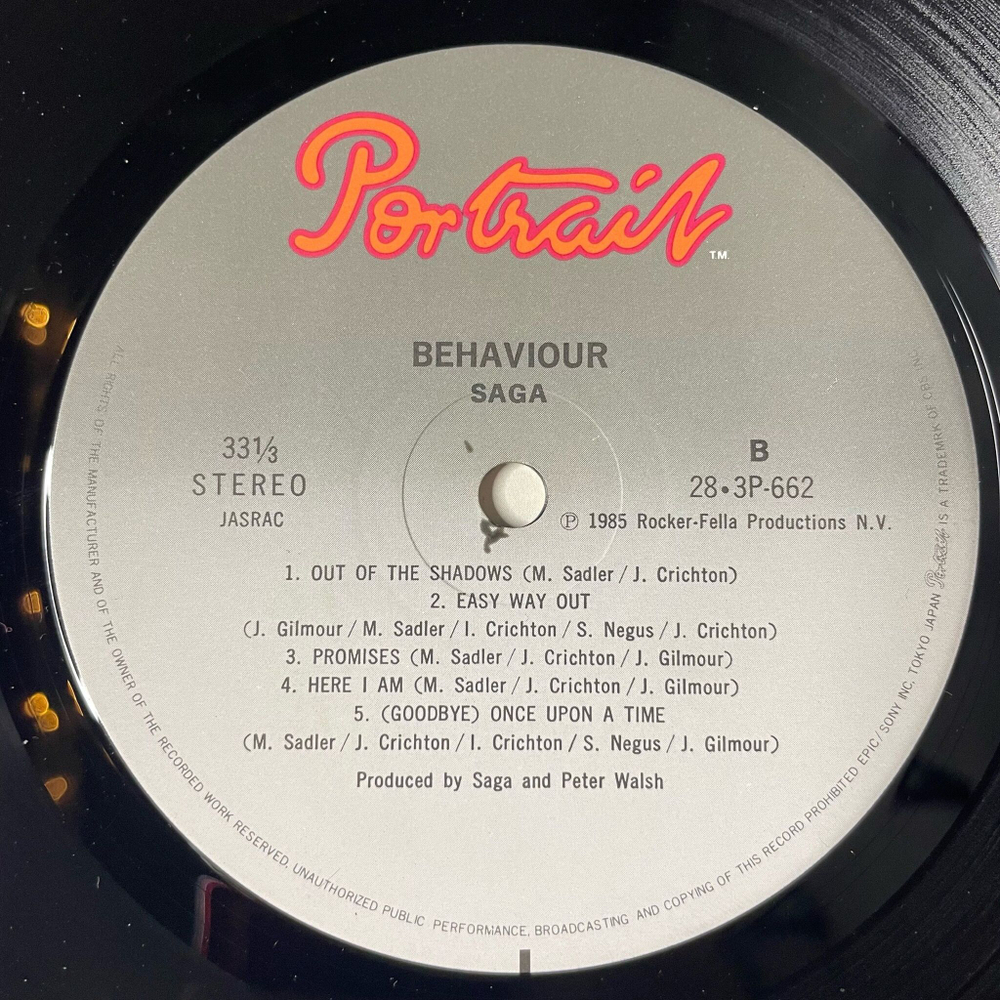 Portrait
TM
BEHAVIOUR
SAGA
33⅓
STEREO
JASRAC
B
28•3P-662
Ⓟ 1985 Rocker-Fella Productions N.V.
1. OUT OF THE SHADOWS (M. Sadler / J. Crichton)
2. EASY WAY OUT
(J. Gilmour / M. Sadler / I. Crichton / S. Negus / J. Crichton)
3. PROMISES (M. Sadler / J. Crichton / J. Gilmour)
4. HERE I AM (M. Sadler / J. Crichton / J. Gilmour)
5. (GOODBYE) ONCE UPON A TIME
(M. Sadler / J. Crichton / I. Crichton / S. Negus / J. Gilmour)
Produced by Saga and Peter Walsh
ALL RIGHTS OF THE MANUFACTURER AND OF THE OWNER OF THE RECORDED WORK RESERVED. UNAUTHORIZED PUBLIC PERFORMANCE, BROADCASTING AND COPYING OF THIS RECORD PROHIBITED EPIC/SONY INC. TOKYO JAPAN Portrait IS A TRADEMRK OF CBS, INC.